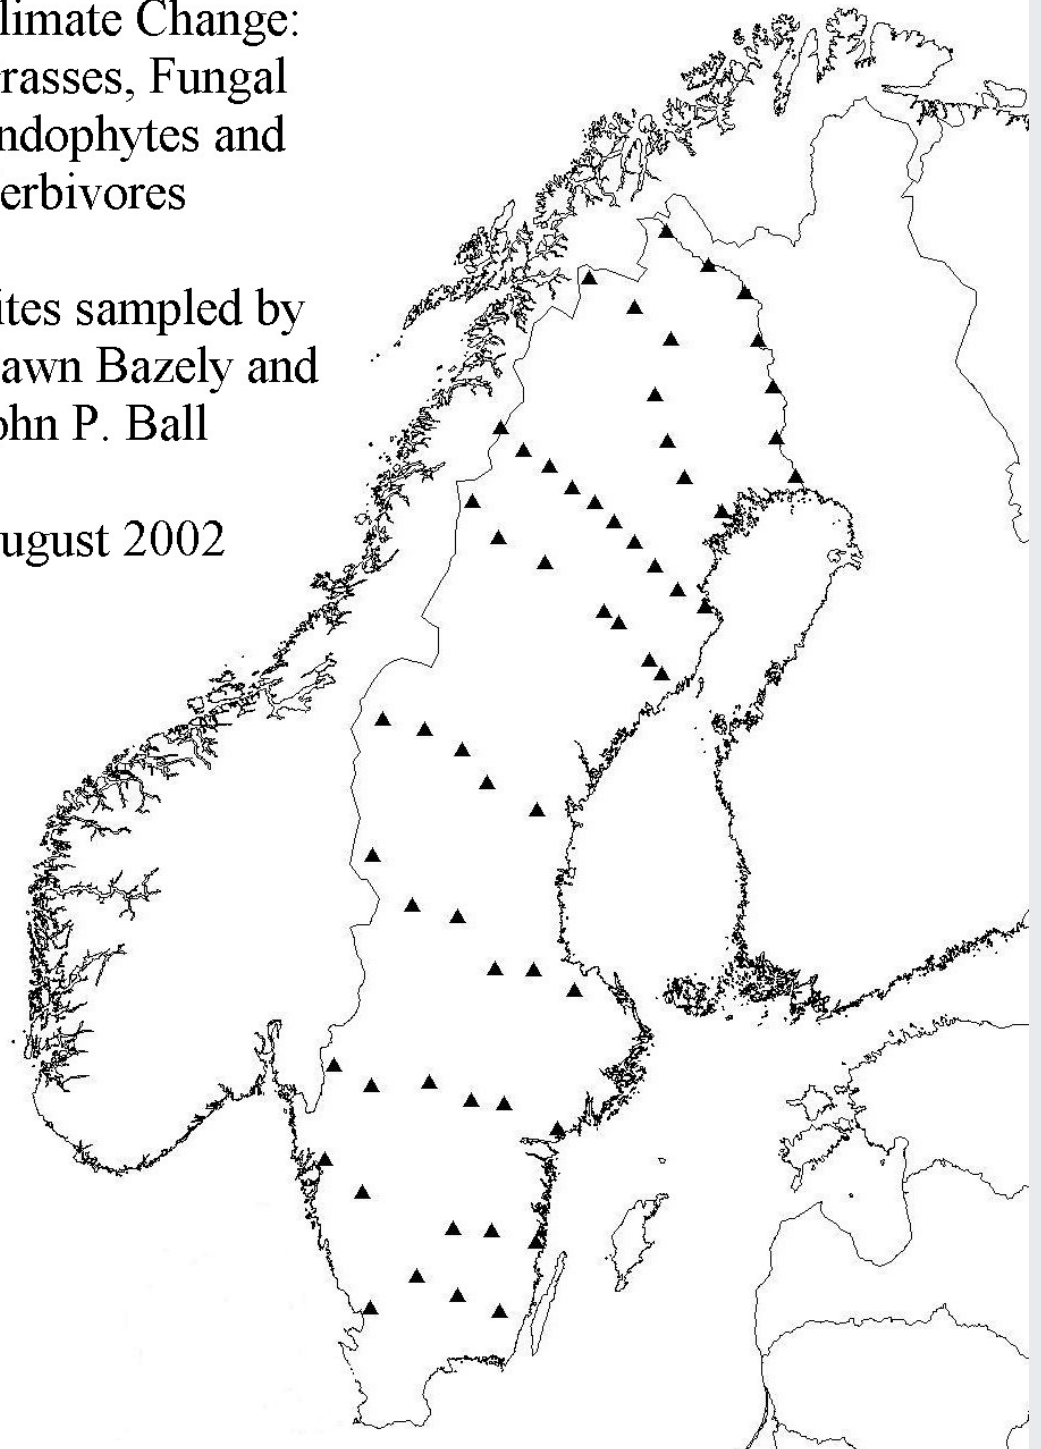 limate Change:
rasses, Fungal
ndophytes and
erbivores
ites sampled by
awn Bazely and
ohn P. Ball
ugust 2002